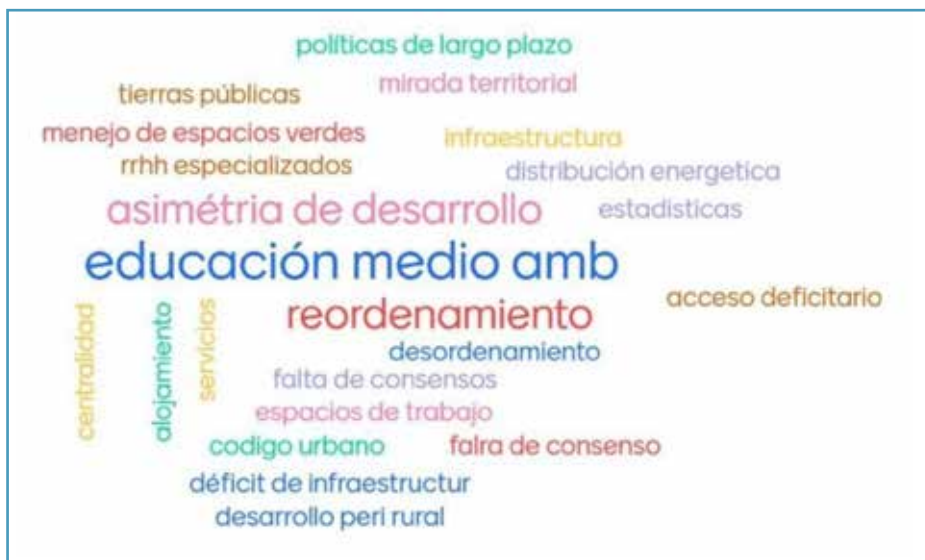 políticas de largo plazo
mirada territorial
tierras públicas
menejo de espacios verdes
infraestructura
rrhh especializados
distribución energetica
asimétria de desarrollo
estadisticas
educación medio amb
acceso deficitario
centralidad
alojamiento
servicios
reordenamiento
desordenamiento
falta de consensos
espacios de trabajo
codigo urbano
falra de consenso
déficit de infraestructur
desarrollo peri rural